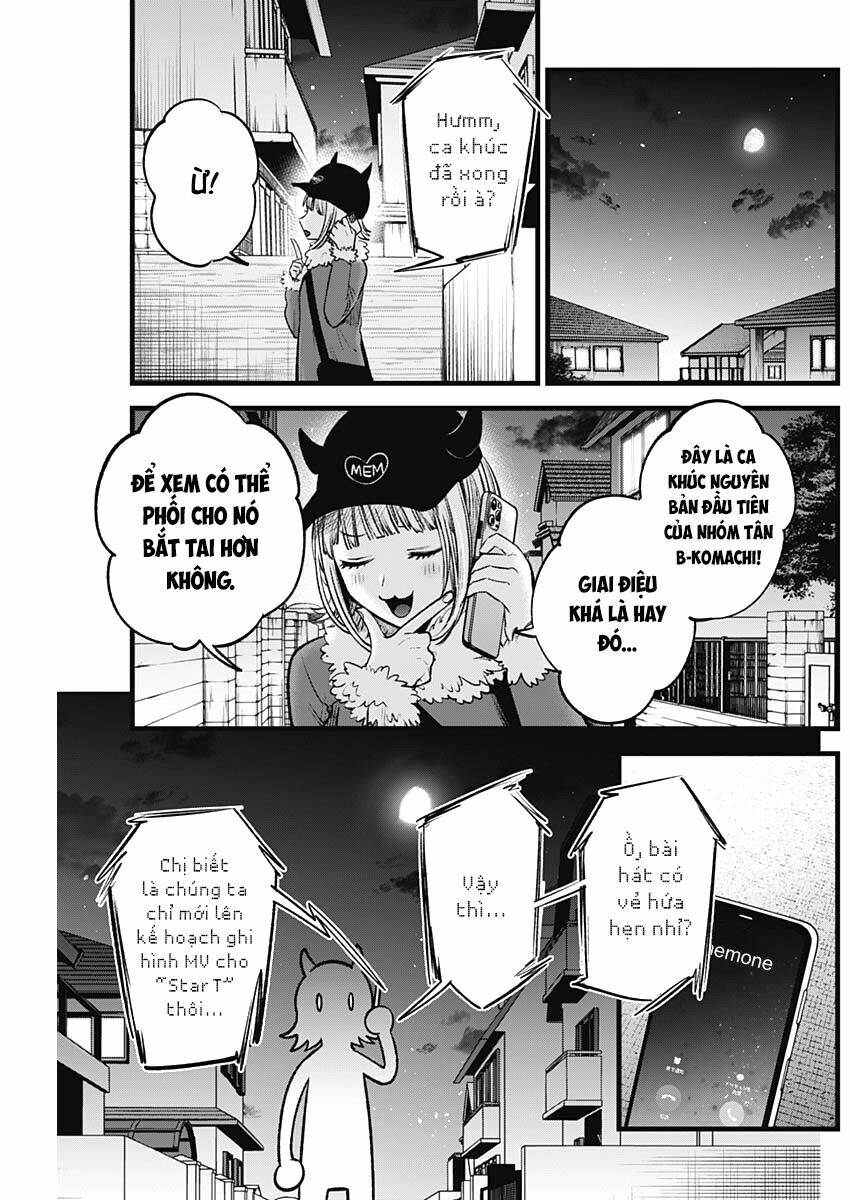 Hưmm,
ca khúc
đã xong
rồi à?
Ừ!
ĐÂY LÀ CA
KHÚC NGUYÊN
BẢN ĐẦU TIÊN
CỦA NHÓM TÂN
B-KOMACHI!
GIAI ĐIỆU
KHÁ LÀ HAY
ĐÓ...
MEM
ĐỂ XEM CÓ THỂ
PHỐI CHO NÓ
BẮT TAI HƠN
KHÔNG.
Ồ, bài
hát có
vẻ hứa
hẹn nhỉ?
nemone
Vậy
thì...
Chị biết
là chúng ta
chỉ mới lên
kế hoạch ghi
hình MV cho
"Star T"
thôi...